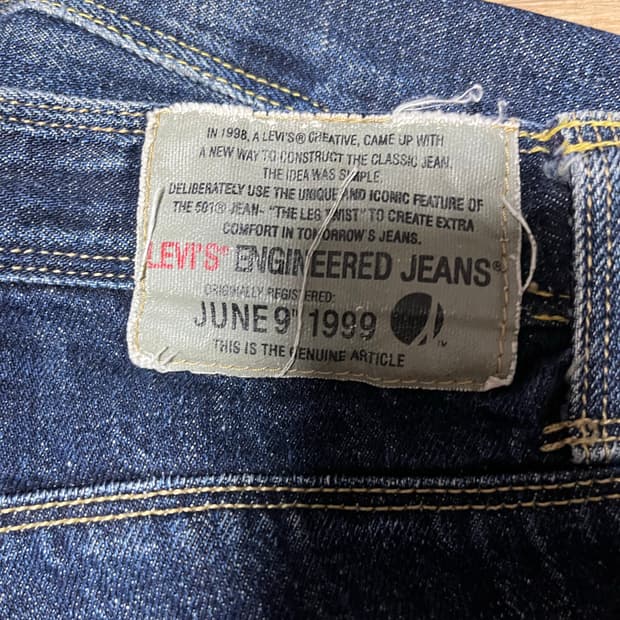 IN 1998, A LEVI'S® CREATIVE, CAME UP WITH
A NEW WAY TO CONSTRUCT THE CLASSIC JEAN.
THE IDEA WAS SIMPLE.
DELIBERATELY USE THE UNIQUE AND ICONIC FEATURE OF
THE 501® JEAN- "THE LEG TWIST" TO CREATE EXTRA
COMFORT IN TOMORROW'S JEANS.
LEVI'S® ENGINEERED JEANS®
ORIGINALLY REGISTERED:
JUNE 9TH 1999
TM
THIS IS THE GENUINE ARTICLE